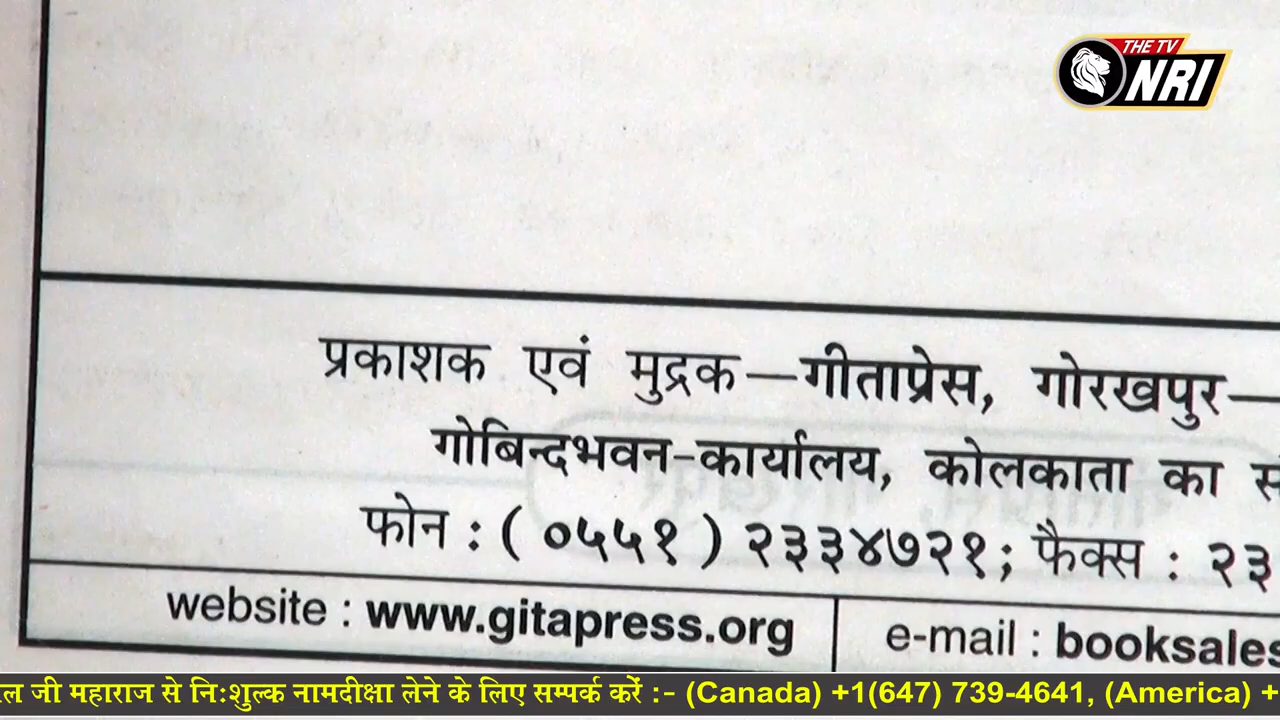 THE TV
NRI
प्रकाशक एवं मुद्रक—गीताप्रेस, गोरखपुर—
गोबिन्दभवन-कार्यालय, कोलकाता का
फोन : ( ०५५१ ) २३३४७२१; फैक्स : २३
website : www.gitapress.org
e-mail : booksales
जी महाराज से नि:शुल्क नामदीक्षा लेने के लिए सम्पर्क करें :- (Canada) +1(647) 739-4641, (America) +